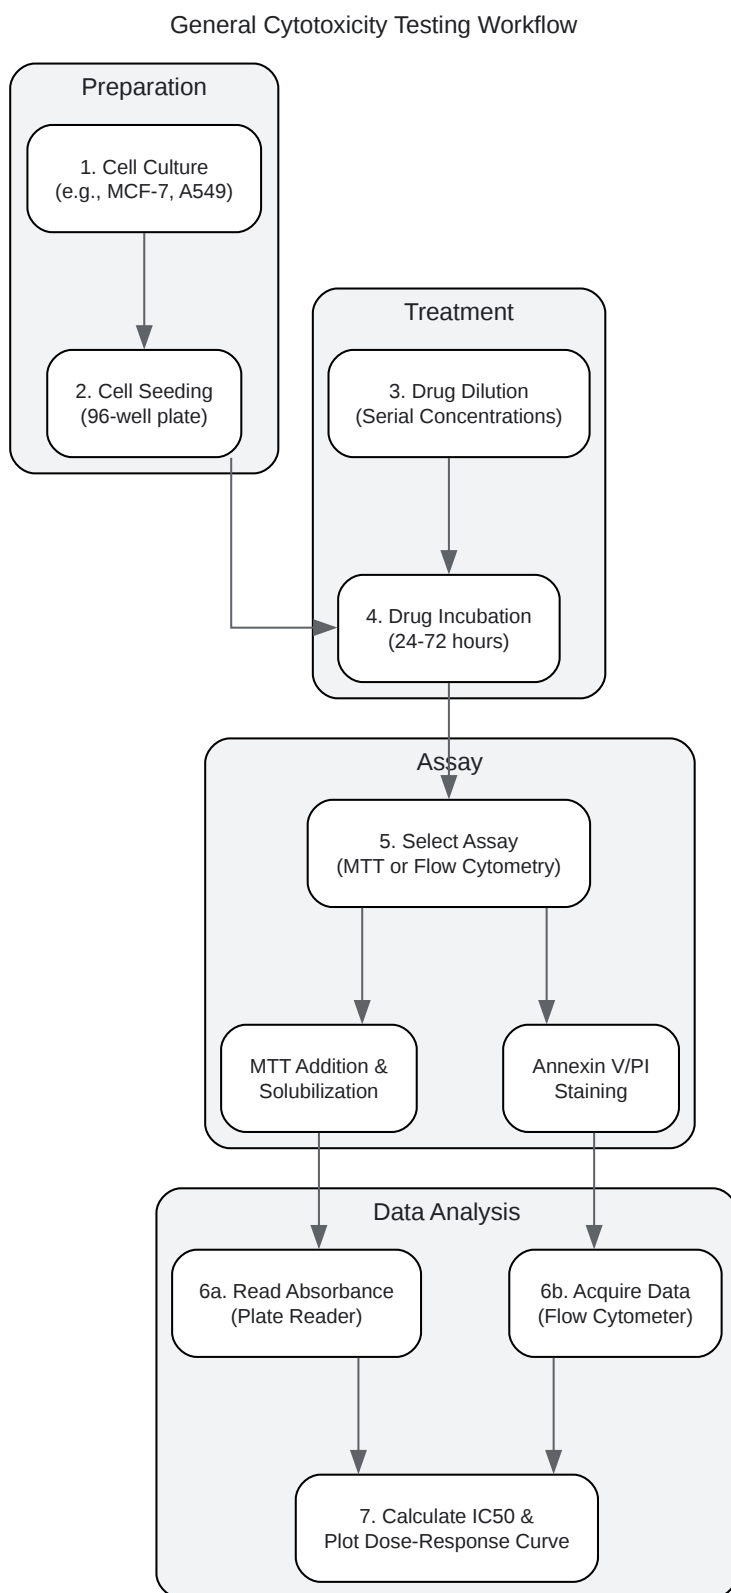 General Cytotoxicity Testing Workflow
Preparation
1. Cell Culture
(e.g., MCF-7, A549)
2. Cell Seeding
(96-well plate)
Treatment
3. Drug Dilution
(Serial Concentrations)
4. Drug Incubation
(24-72 hours)
Assay
5. Select Assay
(MTT or Flow Cytometry)
MTT Addition &
Solubilization
Annexin V/PI
Staining
Data Analysis
6a. Read Absorbance
(Plate Reader)
6b. Acquire Data
(Flow Cytometer)
7. Calculate IC50 &
Plot Dose-Response Curve